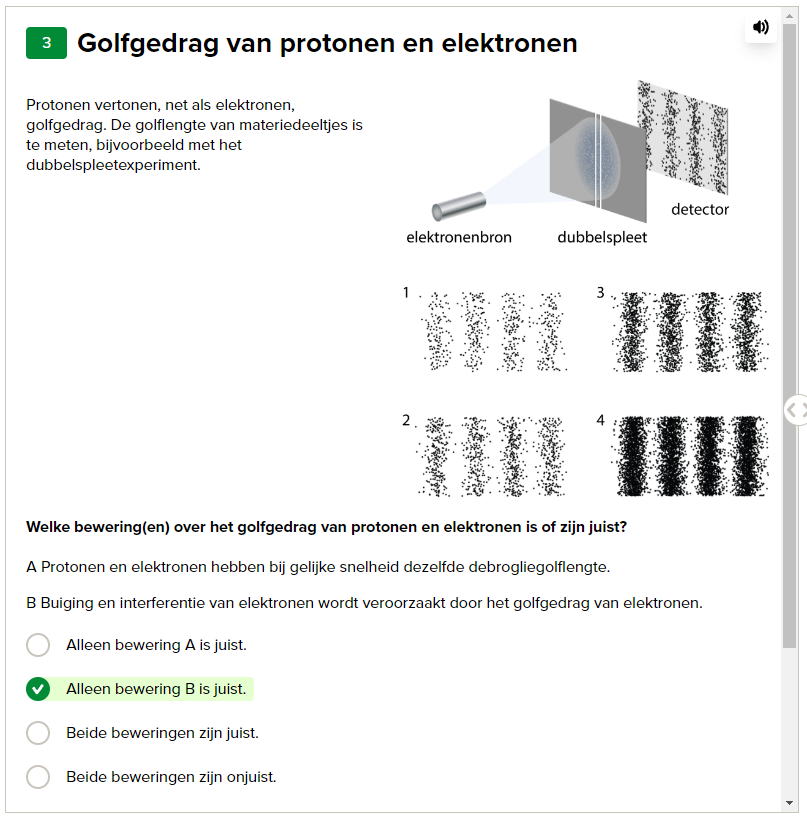 3 Golfgedrag van protonen en elektronen
Protonen vertonen, net als elektronen,
golfgedrag. De golflengte van materiedeeltjes is
te meten, bijvoorbeeld met het
dubbelspleetexperiment.
detector
elektronenbron dubbelspleet
1 3
2 4
Welke bewering(en) over het golfgedrag van protonen en elektronen is of zijn juist?
A Protonen en elektronen hebben bij gelijke snelheid dezelfde debrogliegolflengte.
B Buiging en interferentie van elektronen wordt veroorzaakt door het golfgedrag van elektronen.
Alleen bewering A is juist.
Alleen bewering B is juist.
Beide beweringen zijn juist.
Beide beweringen zijn onjuist.